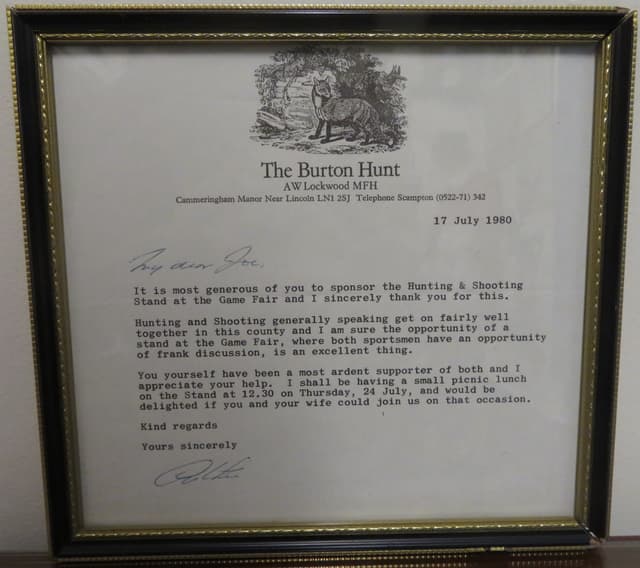 The Burton Hunt
A W Lockwood MFH
Cammeringham Manor Near Lincoln LN1 2SJ Telephone Scampton (0522-71) 342
17 July 1980
My dear Joe,
It is most generous of you to sponsor the Hunting & Shooting
Stand at the Game Fair and I sincerely thank you for this.
Hunting and Shooting generally speaking get on fairly well
together in this county and I am sure the opportunity of a
stand at the Game Fair, where both sportsmen have an opportunity
of frank discussion, is an excellent thing.
You yourself have been a most ardent supporter of both and I
appreciate your help. I shall be having a small picnic lunch
on the Stand at 12.30 on Thursday, 24 July, and would be
delighted if you and your wife could join us on that occasion.
Kind regards
Yours sincerely